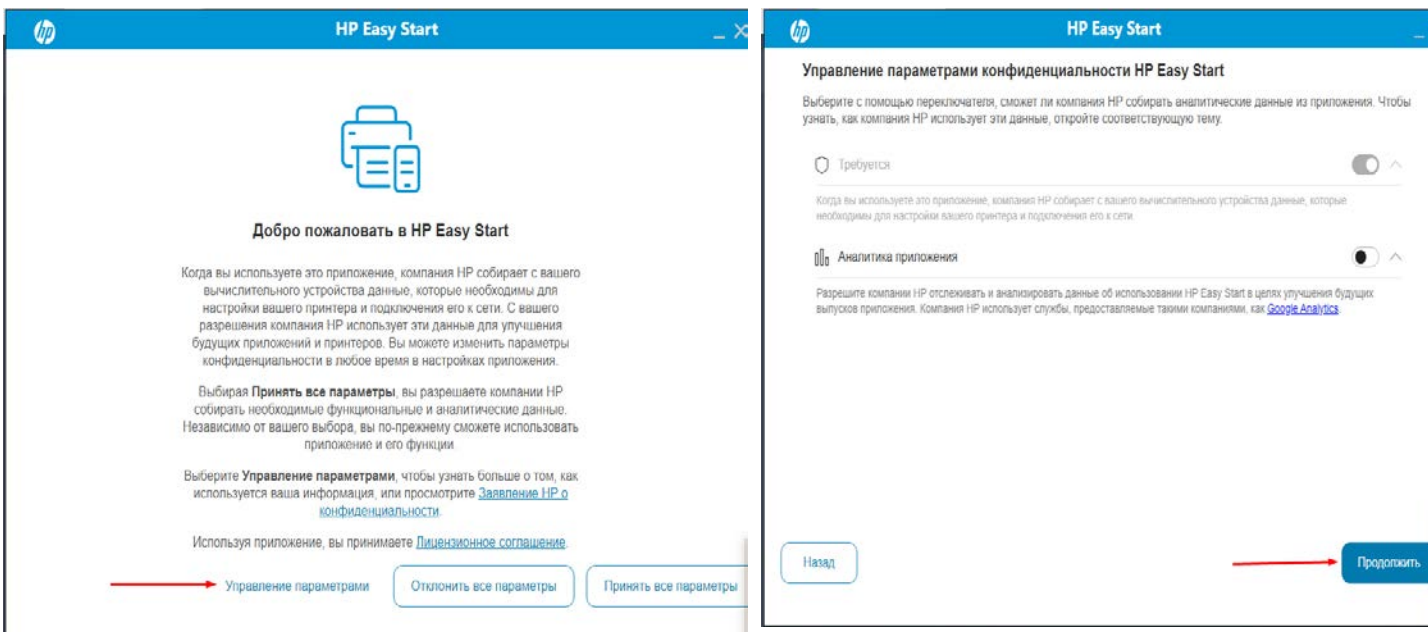 hp
HP Easy Start
Добро пожаловать в HP Easy Start
Когда вы используете это приложение, компания HP собирает с вашего
вычислительного устройства данные, которые необходимы для
настройки вашего принтера и подключения его к сети. С вашего
разрешения компания HP использует эти данные для улучшения
будущих приложений и принтеров. Вы можете изменить параметры
конфиденциальности в любое время в настройках приложения.
Выбирая Принять все параметры, вы разрешаете компании HP
собирать необходимые функциональные и аналитические данные.
Независимо от вашего выбора, вы по-прежнему сможете использовать
приложение и его функции
Выберите Управление параметрами, чтобы узнать больше о том, как
используется ваша информация, или просмотрите Заявление HP о
конфиденциальности.
Используя приложение, вы принимаете Лицензионное соглашение.
Управление параметрами
Отклонить все параметры
Принять все параметры
hp
HP Easy Start
Управление параметрами конфиденциальности HP Easy Start
Выберите с помощью переключателя, сможет ли компания HP собирать аналитические данные из приложения. Чтобы
узнать, как компания HP использует эти данные, откройте соответствующую тему.
Требуется
Когда вы используете это приложение, компания HP собирает с вашего вычислительного устройства данные, которые
необходимы для настройки вашего принтера и подключения его к сети
Аналитика приложения
Разрешите компании HP отслеживать и анализировать данные об использовании HP Easy Start в целях улучшения будущих
выпусков приложения. Компания HP использует службы, предоставляемые такими компаниями, как Google Analytics.
Назад
Продолжить